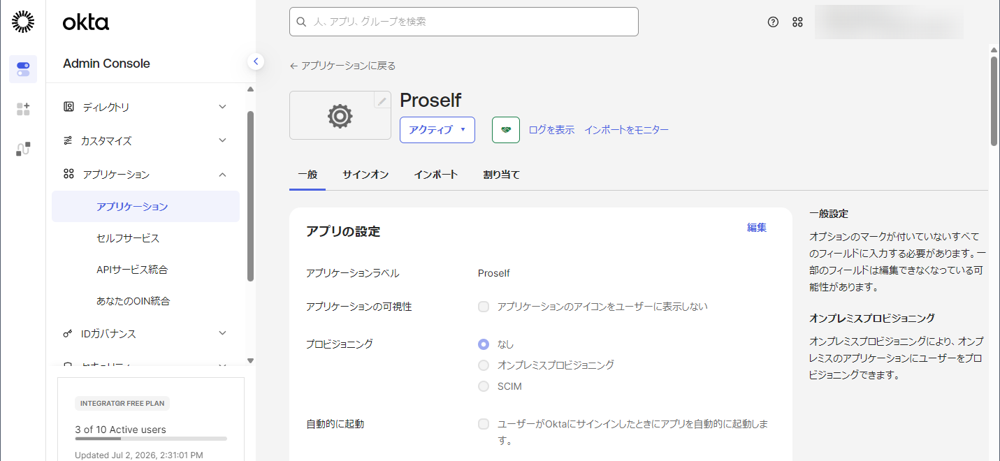 okta
人、アプリ、グループを検索
Admin Console
ディレクトリ
カスタマイズ
アプリケーション
アプリケーション
セルフサービス
APIサービス統合
あなたのOIN統合
IDガバナンス
セキュリティ
INTEGRATOR FREE PLAN
3 of 10 Active users
Updated Jul 2, 2026, 2:31:01 PM
← アプリケーションに戻る
Proself
アクティブ ▼
ログを表示
インポートをモニター
一般
サインオン
インポート
割り当て
アプリの設定
編集
アプリケーションラベル
Proself
アプリケーションの可視性
アプリケーションのアイコンをユーザーに表示しない
プロビジョニング
なし
オンプレミスプロビジョニング
SCIM
自動的に起動
ユーザーがOktaにサインインしたときにアプリを自動的に起動しま
す。
一般設定
オプションのマークが付いていないすべて
のフィールドに入力する必要があります。一
部のフィールドは編集できなくなっている可
能性があります。
オンプレミスプロビジョニング
オンプレミスプロビジョニングにより、オンプ
レミスのアプリケーションにユーザーをプロ
ビジョニングできます。